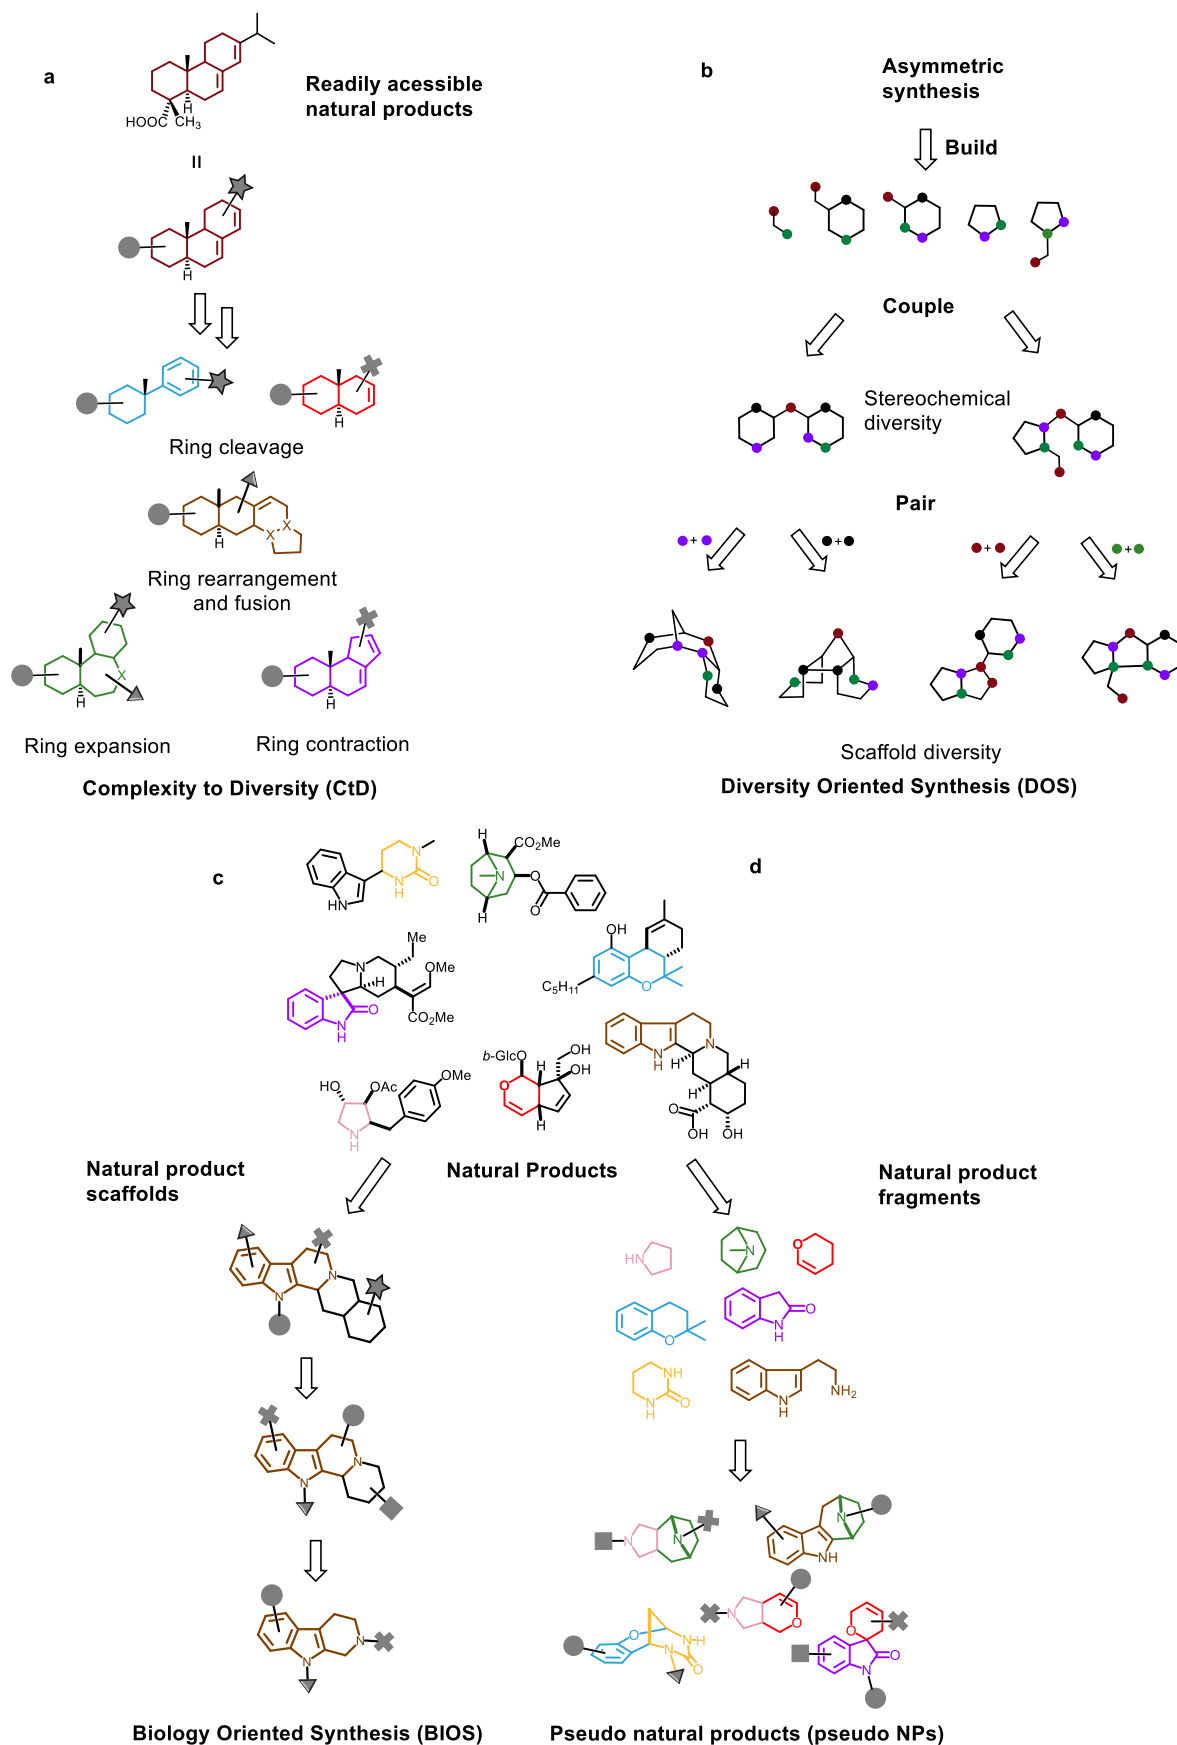 a
Readily acessible
natural products
HOOC
CH3
H
=
H
Ring cleavage
H
X
X
H
Ring rearrangement
and fusion
X
H
Ring expansion
H
Ring contraction
Complexity to Diversity (CtD)
b
Asymmetric
synthesis
Build
Couple
Stereochemical
diversity
Pair
+
+
+
+
Scaffold diversity
Diversity Oriented Synthesis (DOS)
c
N
N
H
O
HN
H
CO2Me
N
O
O
H
d
OH
O
C5H11
Me
N
H
OMe
O
CO2Me
N
H
N
N
H
H
H
H
O
OH
OH
b-GlcO
OH
H
OH
O
H
HO
OAc
OMe
N
H
Natural product
scaffolds
Natural Products
Natural product
fragments
N
N
N
N
N
N
Biology Oriented Synthesis (BIOS)
HN
N
O
O
O
N
H
NH
O
N
H
N
H
NH2
N
N
N
NH
N
O
O
N
H
N
O
O
O
N
Pseudo natural products (pseudo NPs)